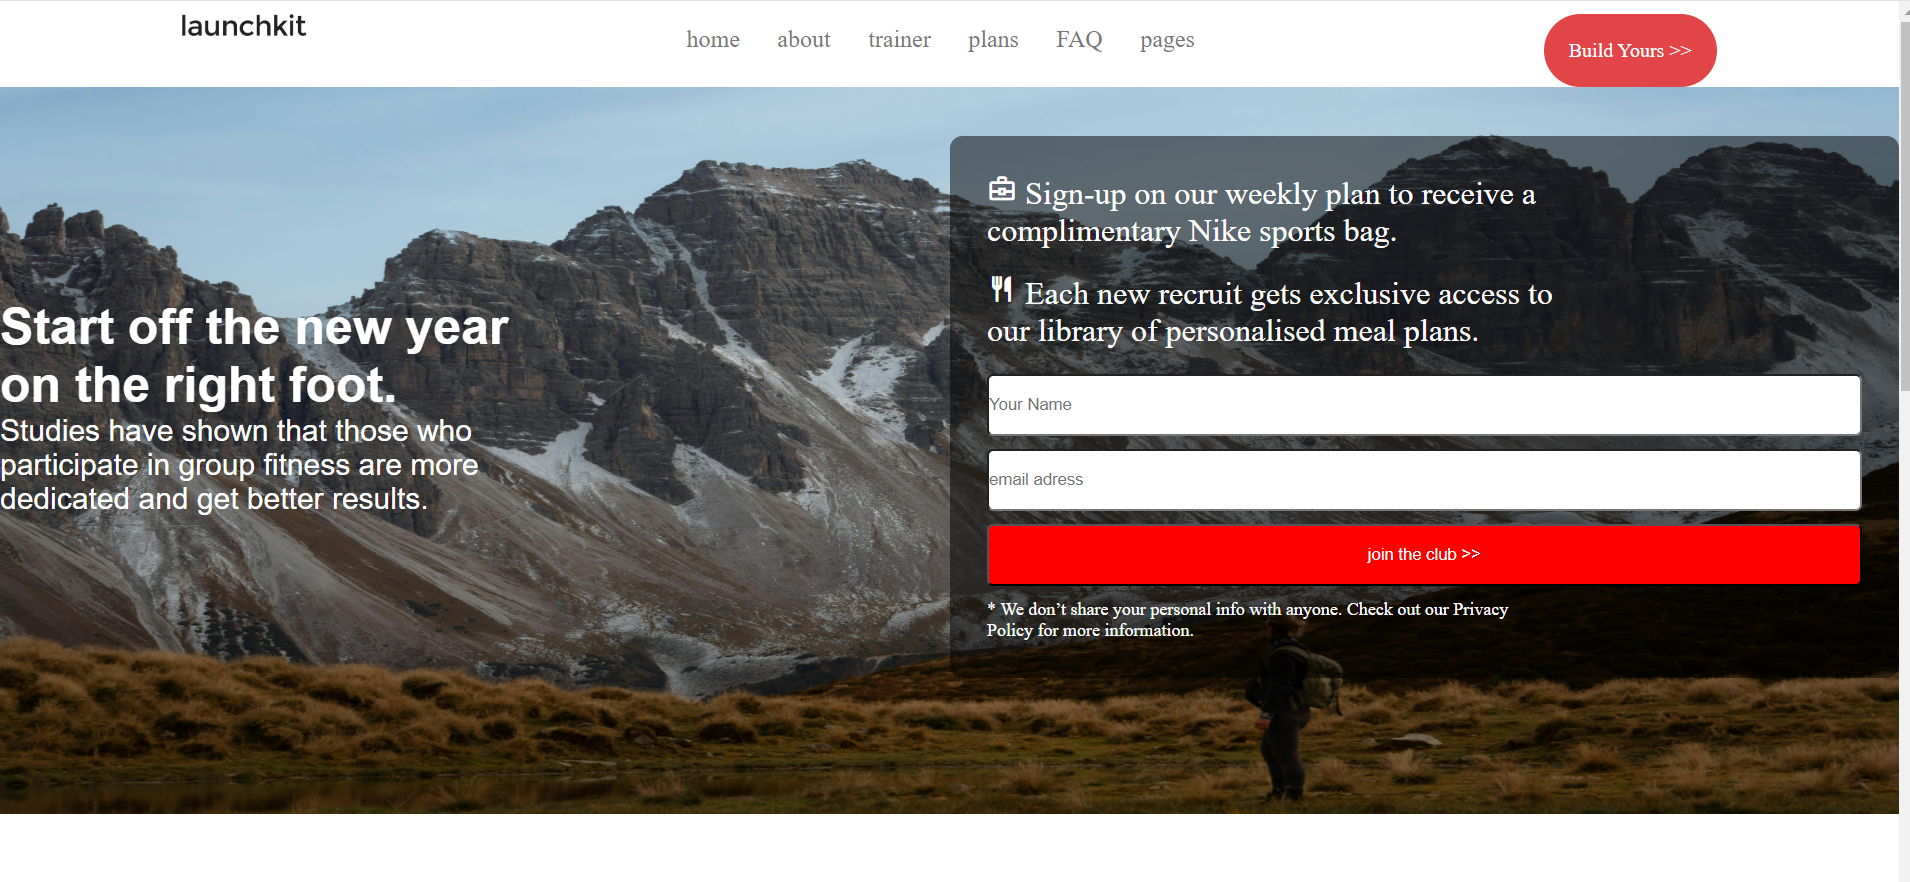 launchkit
home about trainer plans FAQ pages
Build Yours >>
Start off the new year
on the right foot.
Studies have shown that those who
participate in group fitness are more
dedicated and get better results.
Sign-up on our weekly plan to receive a
complimentary Nike sports bag.
Each new recruit gets exclusive access to
our library of personalised meal plans.
Your Name
email adress
join the club >>
* We don’t share your personal info with anyone. Check out our Privacy
Policy for more information.